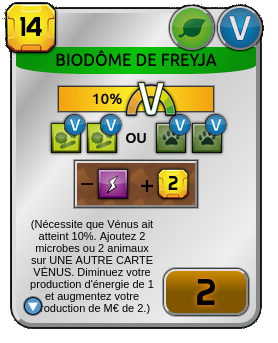 14
V
BIODÔME DE FREYJA
10% V
V V OU V V
− + 2
(Nécessite que Vénus ait
atteint 10%. Ajoutez 2
microbes ou 2 animaux
sur UNE AUTRE CARTE
VÉNUS. Diminuez votre
production d'énergie de 1
et augmentez votre
production de M€ de 2.)
2